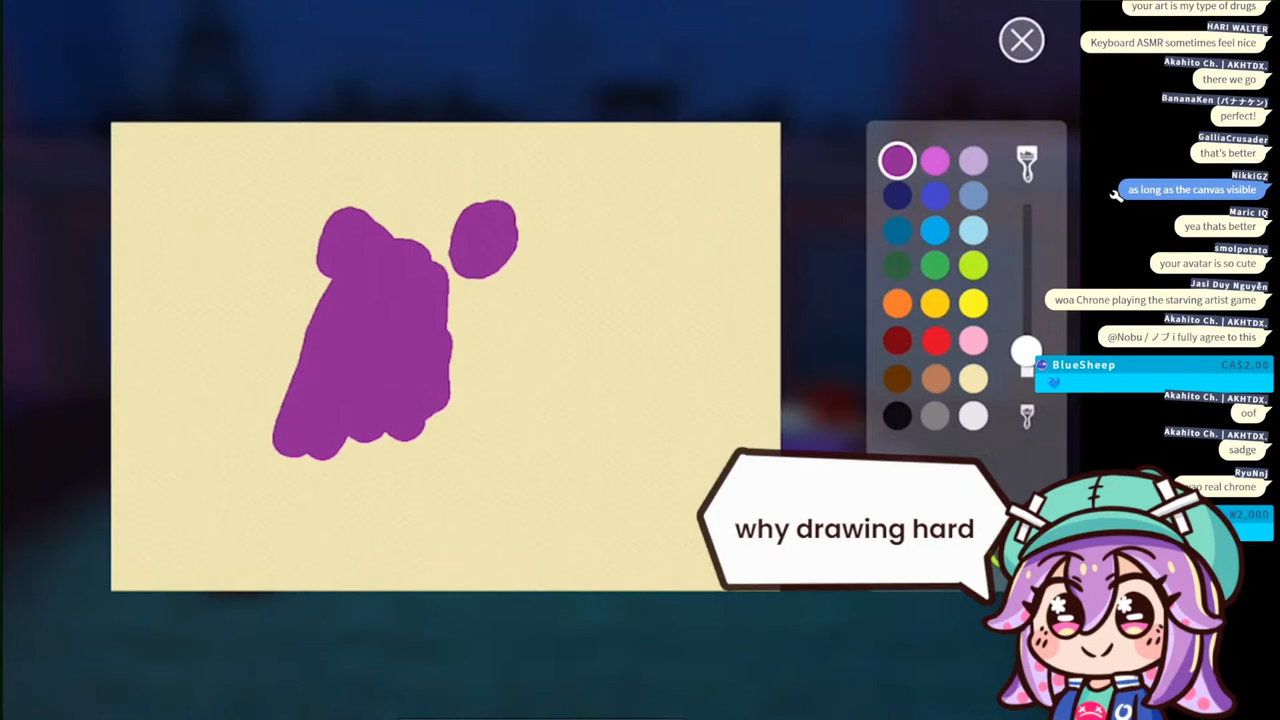 your art is my type of drugs
HARI WALTER
Keyboard ASMR sometimes feel nice
Akahito Ch. | AKHTDX.
there we go
BananaKen (バナナケン)
perfect!
GalliaCrusader
that's better
NikkiGZ
as long as the canvas visible
Maric IQ
yea thats better
smolpotato
your avatar is so cute
Jasi Duy Nguyễn
woa Chrone playing the starving artist game
Akahito Ch. | AKHTDX.
@Nobu / ノブ i fully agree to this
BlueSheep CA$2.00
Akahito Ch. | AKHTDX.
oof
Akahito Ch. | AKHTDX.
sadge
RyuNnj
real chrone
₩2,000
why drawing hard